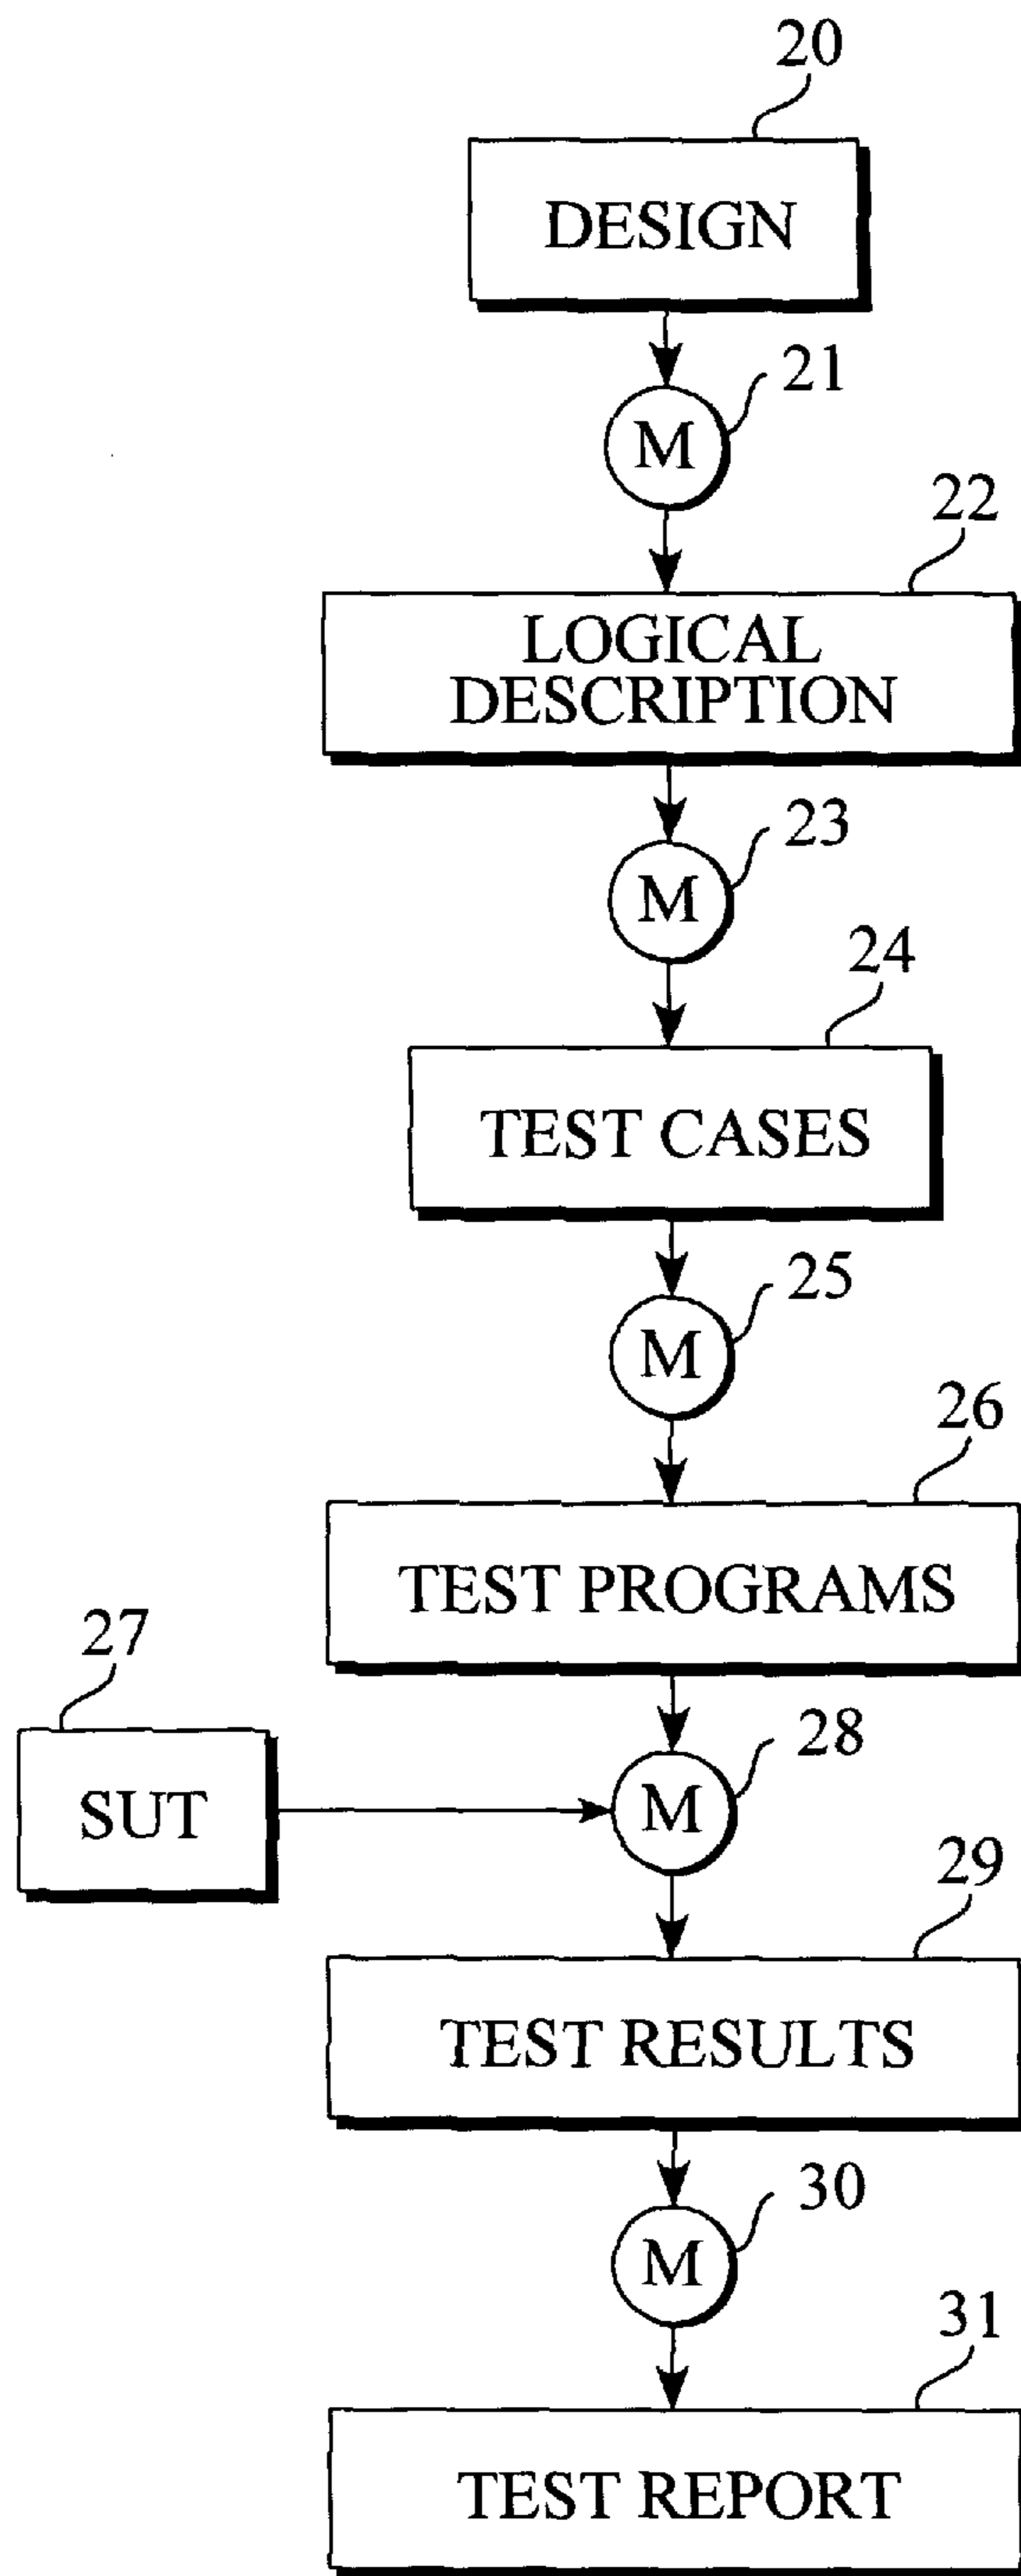 20
DESIGN
21
M
22
LOGICAL
DESCRIPTION
23
M
24
TEST CASES
25
M
26
TEST PROGRAMS
27
SUT
28
M
29
TEST RESULTS
30
M
31
TEST REPORT